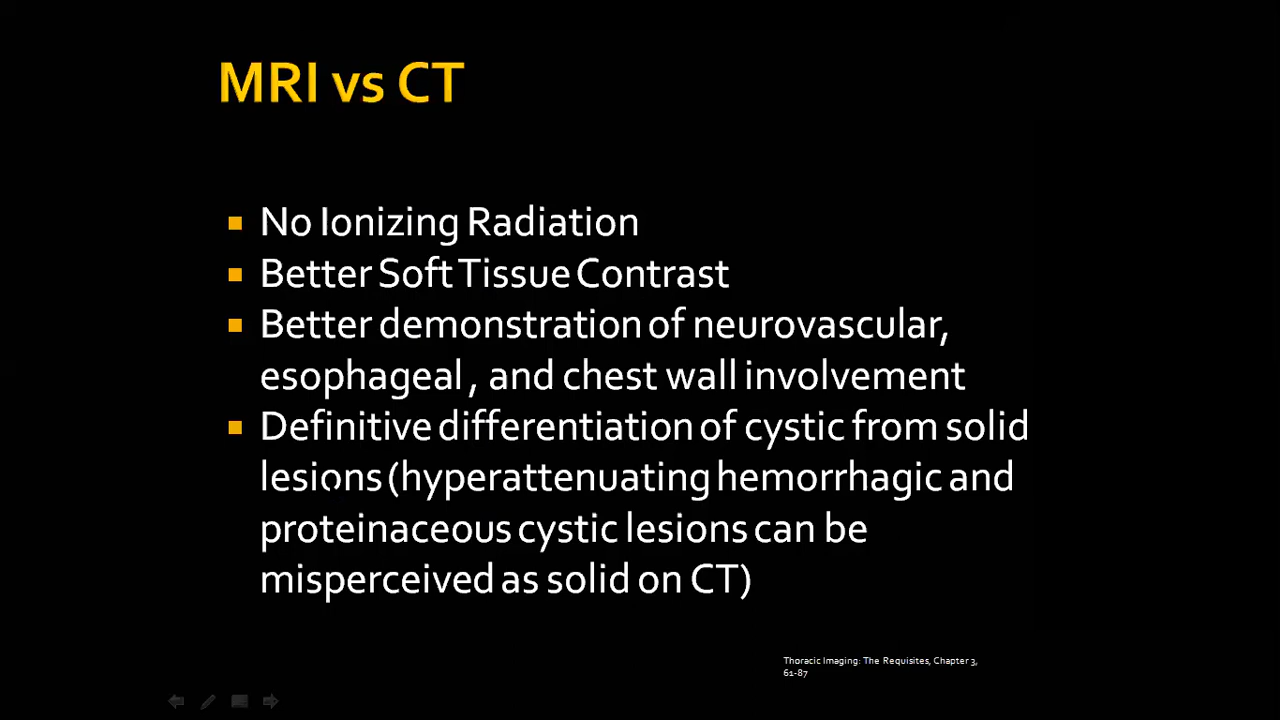 MRI vs CT
No Ionizing Radiation
Better Soft Tissue Contrast
Better demonstration of neurovascular,
esophageal , and chest wall involvement
Definitive differentiation of cystic from solid
lesions (hyperattenuating hemorrhagic and
proteinaceous cystic lesions can be
misperceived as solid on CT)
Thoracic Imaging: The Requisites, Chapter 3,
61-87